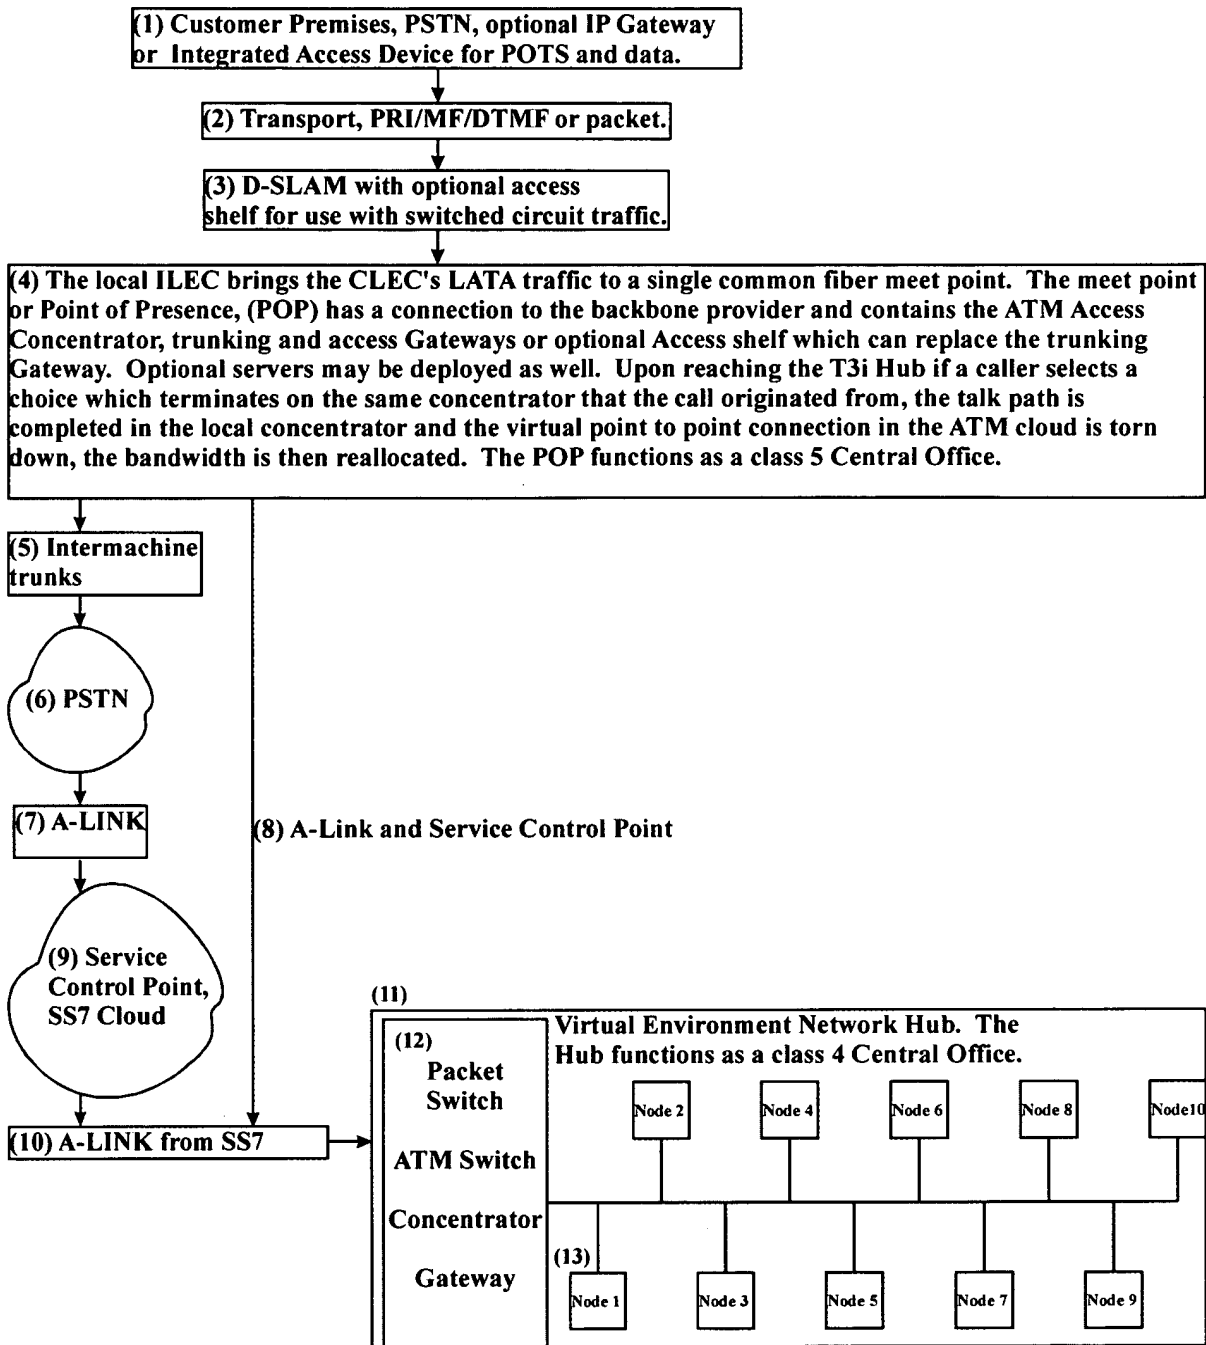 (1) Customer Premises, PSTN, optional IP Gateway
or Integrated Access Device for POTS and data.
(2) Transport, PRI/MF/DTMF or packet.
(3) D-SLAM with optional access
shelf for use with switched circuit traffic.
(4) The local ILEC brings the CLEC's LATA traffic to a single common fiber meet point. The meet point
or Point of Presence, (POP) has a connection to the backbone provider and contains the ATM Access
Concentrator, trunking and access Gateways or optional Access shelf which can replace the trunking
Gateway. Optional servers may be deployed as well. Upon reaching the T3i Hub if a caller selects a
choice which terminates on the same concentrator that the call originated from, the talk path is
completed in the local concentrator and the virtual point to point connection in the ATM cloud is torn
down, the bandwidth is then reallocated. The POP functions as a class 5 Central Office.
(5) Intermachine
trunks
(6) PSTN
(7) A-LINK
(8) A-Link and Service Control Point
(9) Service
Control Point,
SS7 Cloud
(10) A-LINK from SS7
(11)
Virtual Environment Network Hub. The
Hub functions as a class 4 Central Office.
(12)
Packet
Switch
ATM Switch
Concentrator
Gateway
Node 2
Node 4
Node 6
Node 8
Node10
(13)
Node 1
Node 3
Node 5
Node 7
Node 9